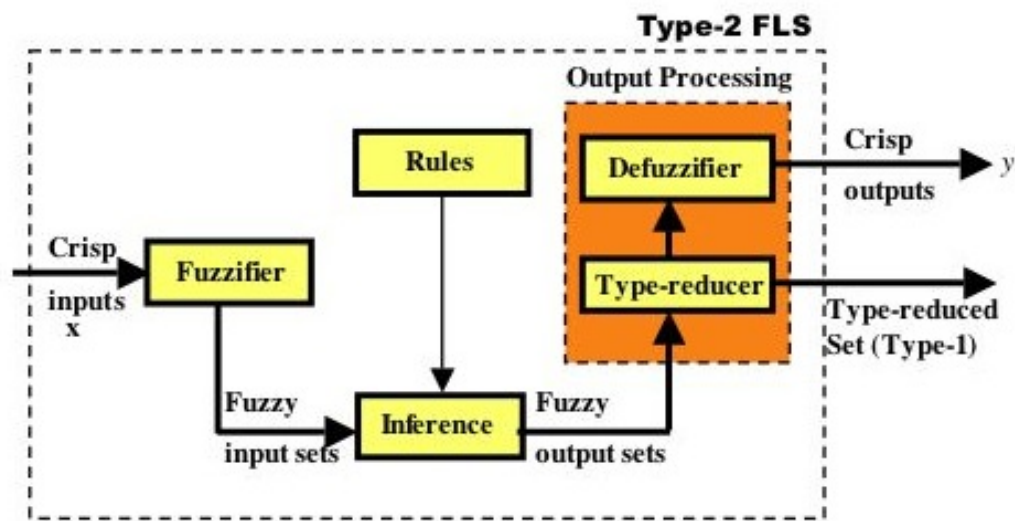 Type-2 FLS
Output Processing
Rules
Defuzzifier
Crisp
outputs
y
Crisp
inputs
x
Fuzzifier
Type-reducer
Type-reduced
Set (Type-1)
Fuzzy
input sets
Inference
Fuzzy
output sets